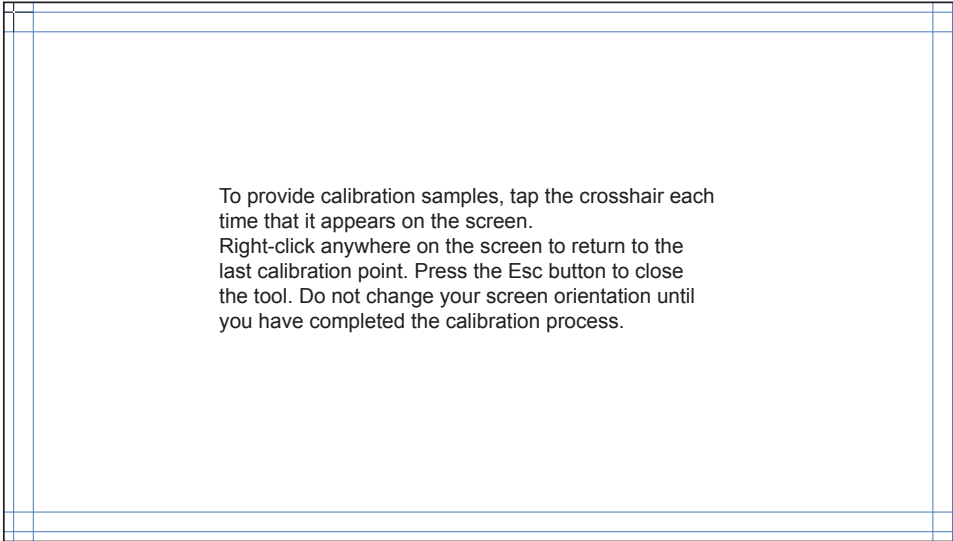 To provide calibration samples, tap the crosshair each
time that it appears on the screen.
Right-click anywhere on the screen to return to the
last calibration point. Press the Esc button to close
the tool. Do not change your screen orientation until
you have completed the calibration process.